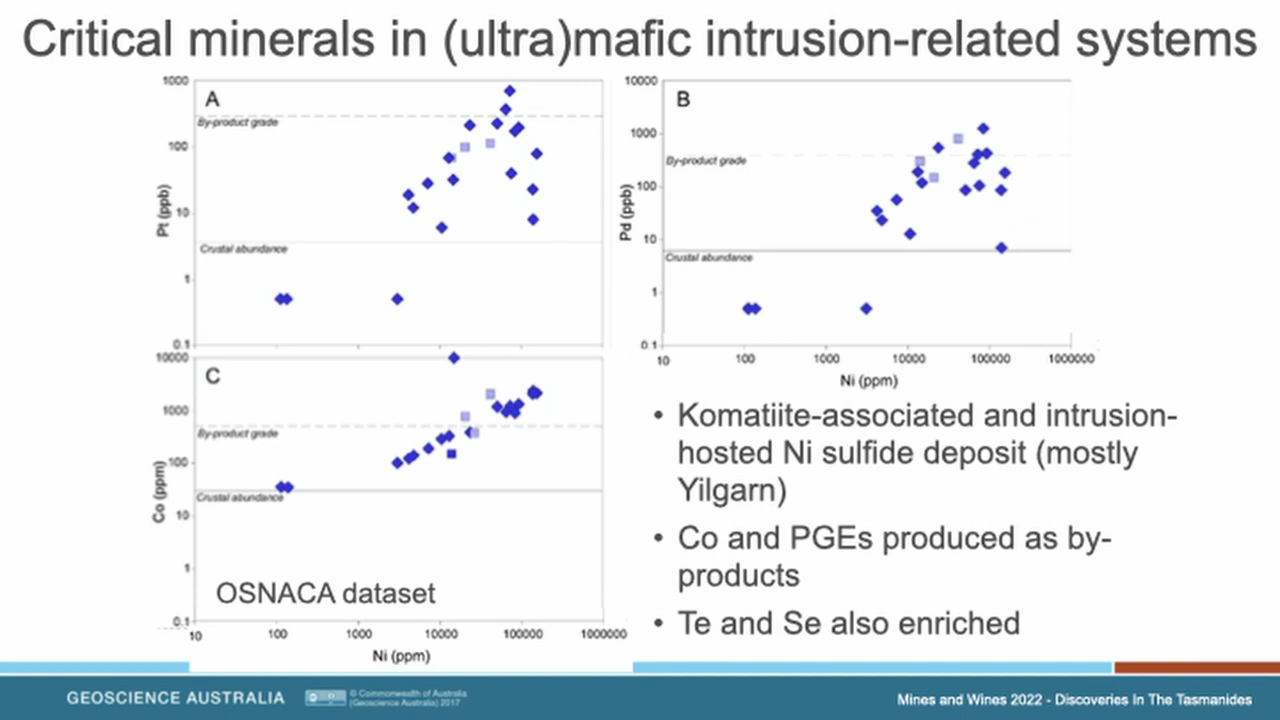 Critical minerals in (ultra)mafic intrusion-related systems
1000
A
By-product grade
100
Pt (ppb)
10
Crustal abundance
1
0.1
10000
B
1000
By-product grade
100
Pd (ppb)
10
Crustal abundance
1
0.1
10 100 1000 10000 100000 1000000
Ni (ppm)
10000
C
1000
By-product grade
100
Co (ppm)
Crustal abundance
10
1
OSNACA dataset
0.1
10 100 1000 10000 100000 1000000
Ni (ppm)
• Komatiite-associated and intrusion-
hosted Ni sulfide deposit (mostly
Yilgarn)
• Co and PGEs produced as by-
products
• Te and Se also enriched
GEOSCIENCE AUSTRALIA
© Commonwealth of Australia
(Geoscience Australia) 2017
Mines and Wines 2022 - Discoveries In The Tasmanides